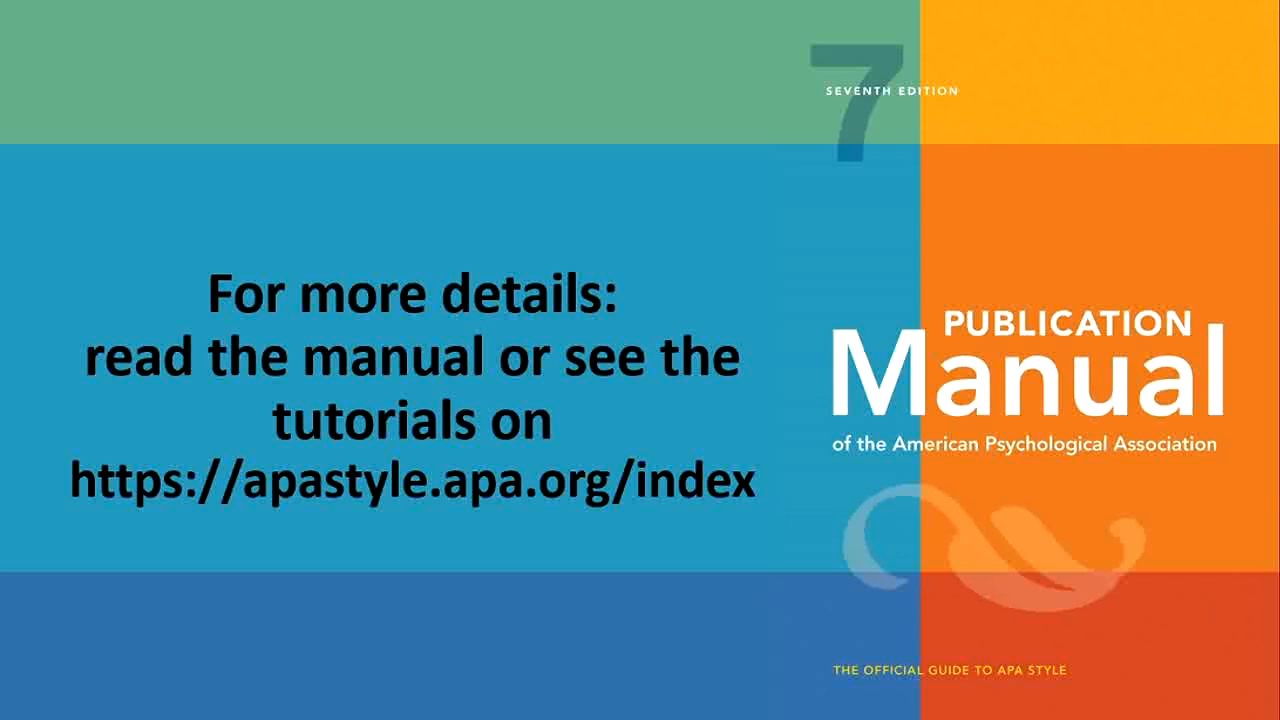 7
SEVENTH EDITION
For more details:
read the manual or see the
tutorials on
https://apastyle.apa.org/index
PUBLICATION
Manual
of the American Psychological Association
THE OFFICIAL GUIDE TO APA STYLE